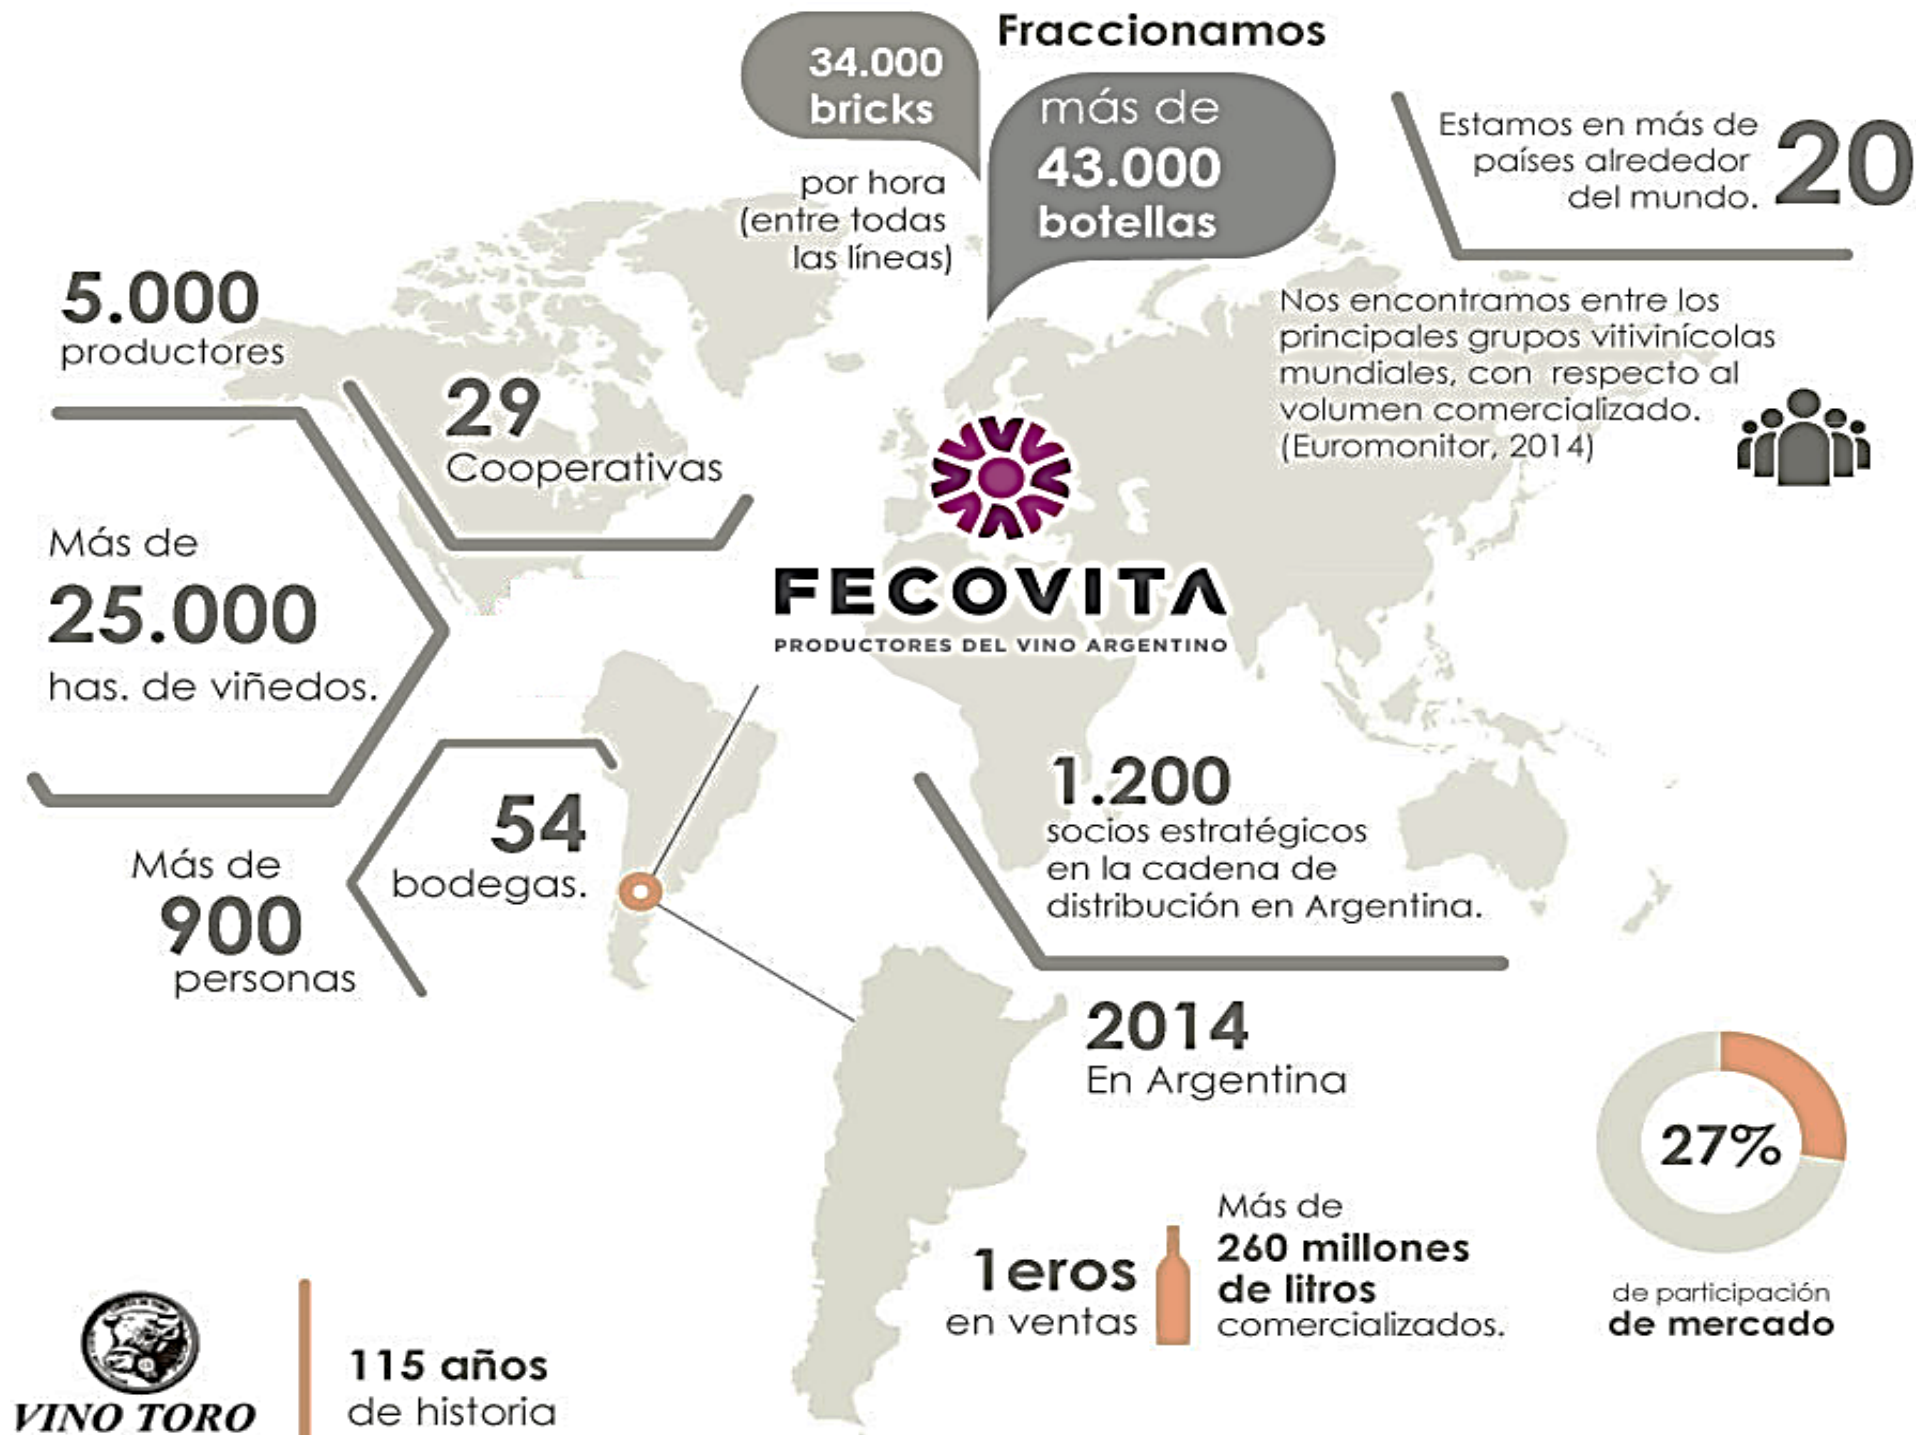 Fraccionamos
34.000
bricks
por hora
(entre todas
las líneas)
más de
43.000
botellas
Estamos en más de
países alrededor
del mundo.
20
Nos encontramos entre los
principales grupos vitivinícolas
mundiales, con respecto al
volumen comercializado.
(Euromonitor, 2014)
5.000
productores
29
Cooperativas
Más de
25.000
has. de viñedos.
FECOVITA
PRODUCTORES DEL VINO ARGENTINO
54
bodegas.
Más de
900
personas
1.200
socios estratégicos
en la cadena de
distribución en Argentina.
2014
En Argentina
27%
de participación
de mercado
1eros
en ventas
Más de
260 millones
de litros
comercializados.
VINO TORO
115 años
de historia